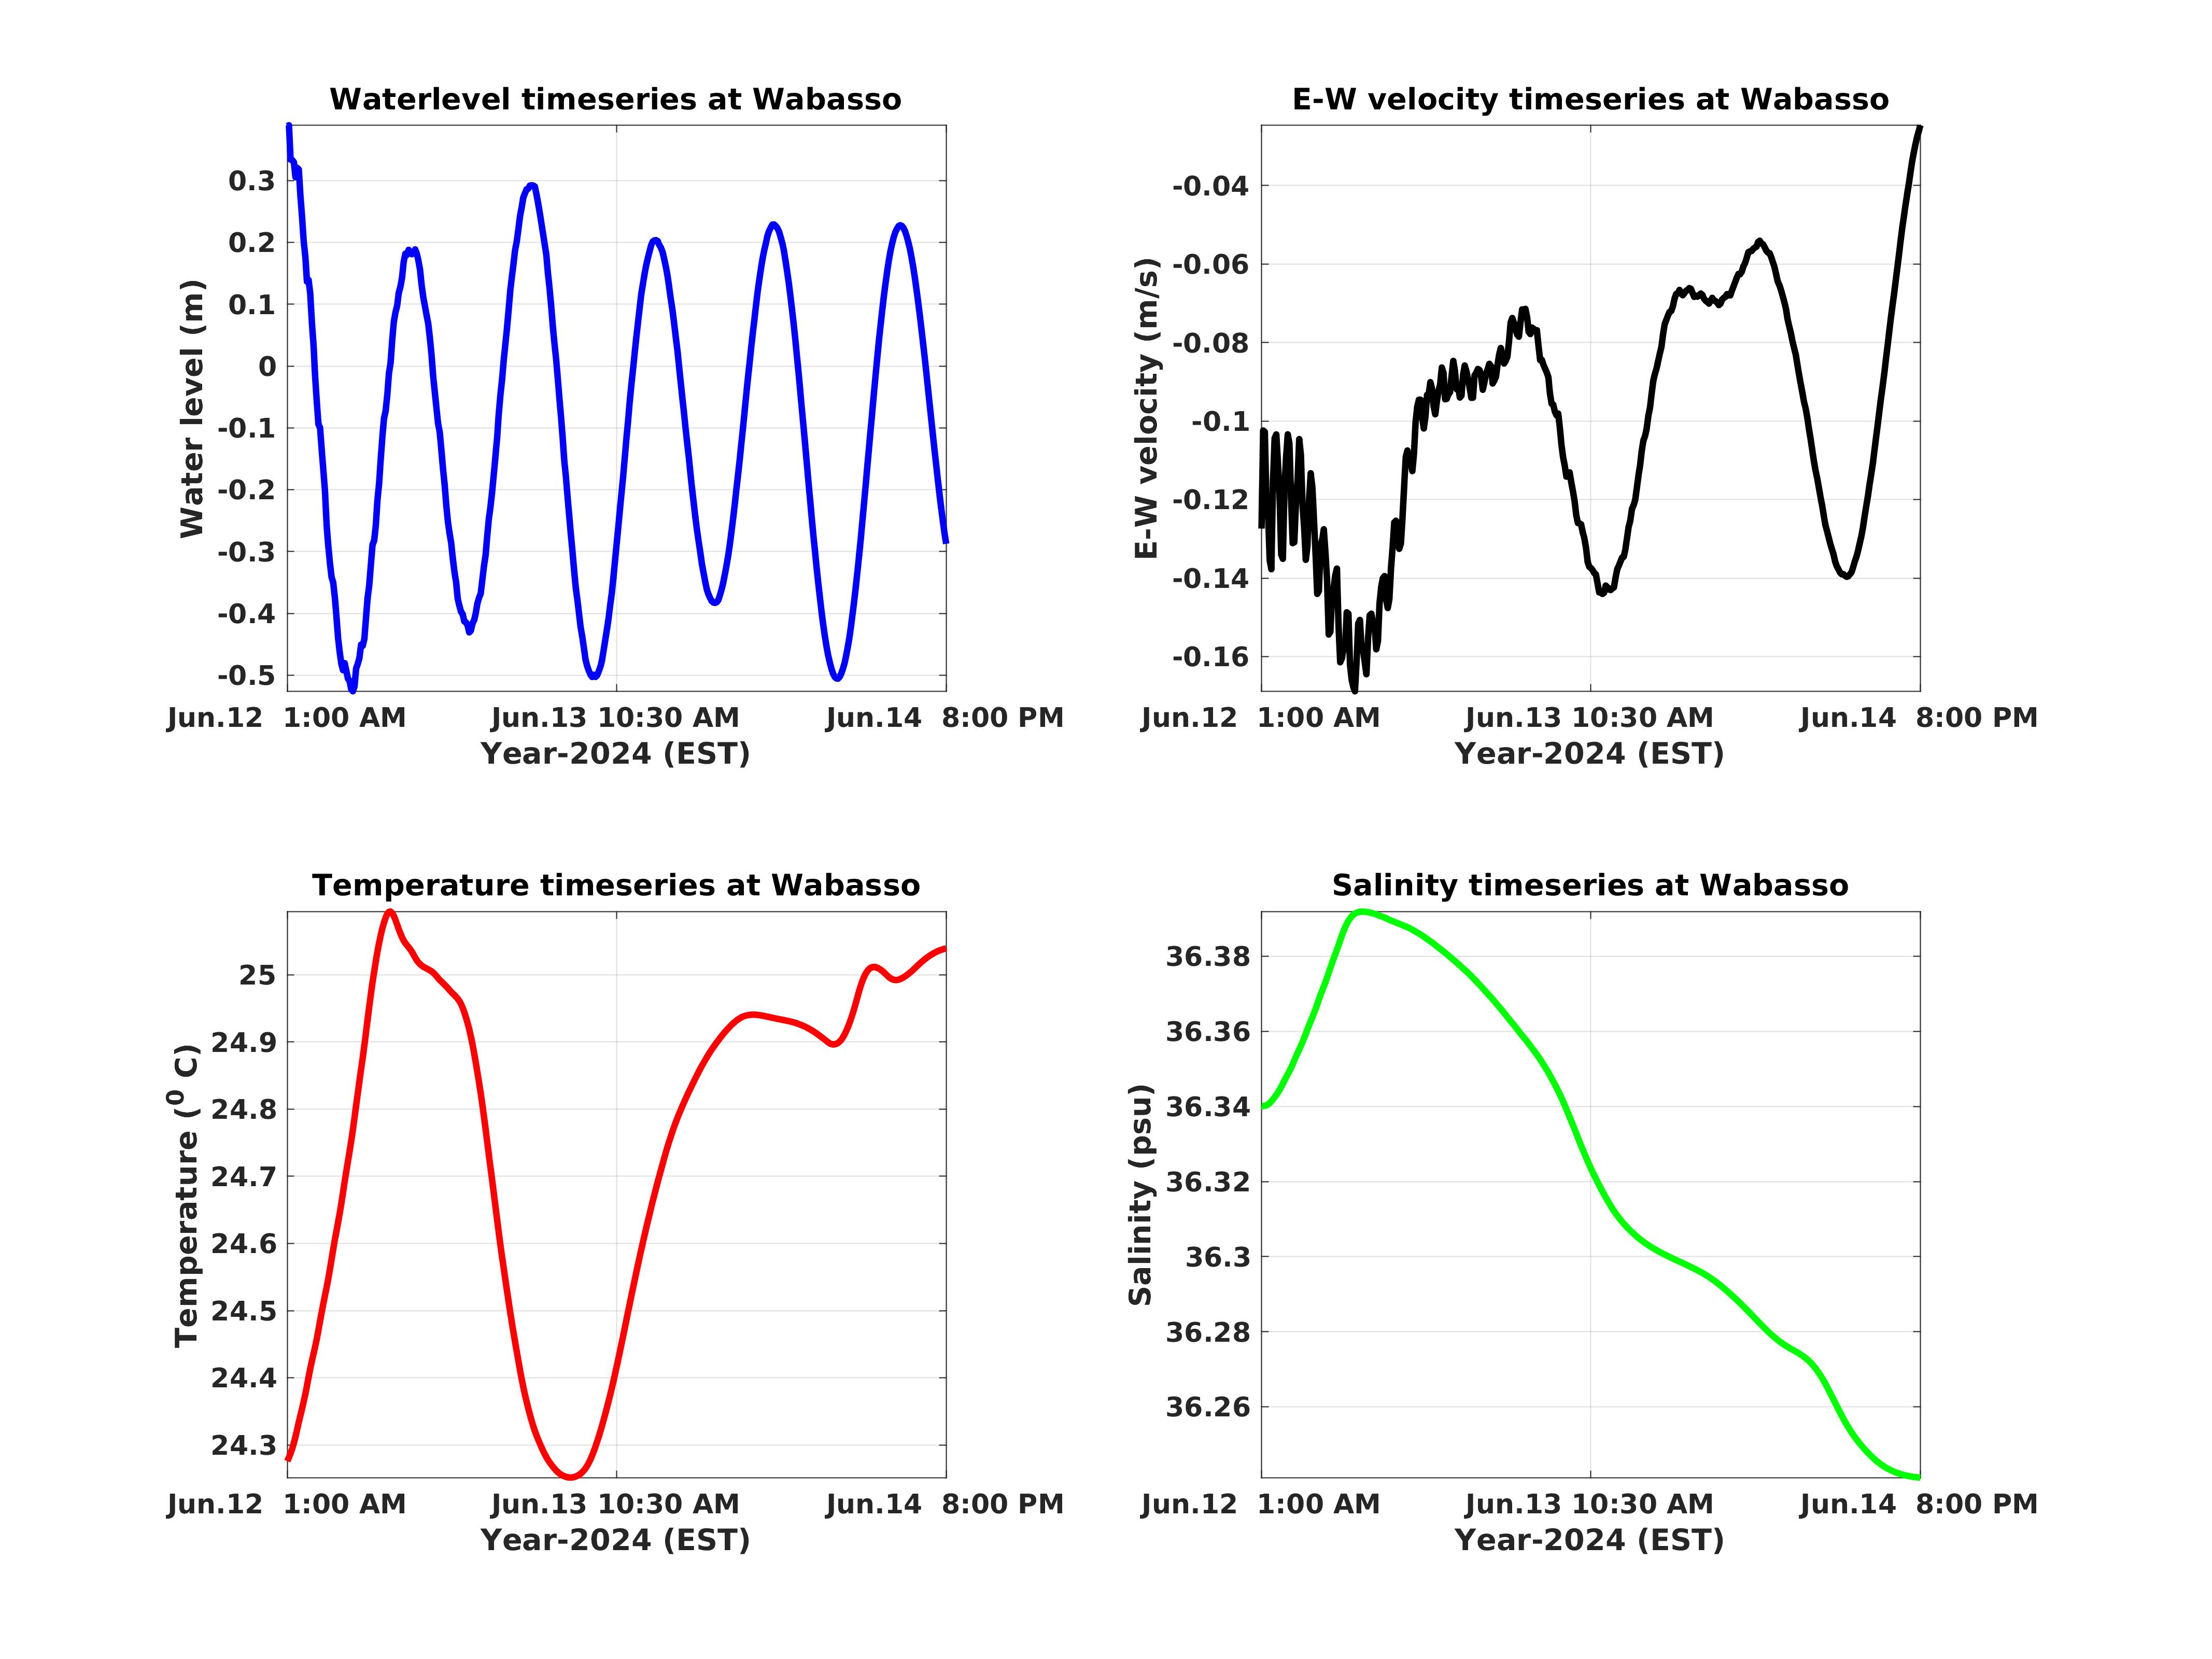 Waterlevel timeseries at Wabasso
0.3
0.2
0.1
0
-0.1
-0.2
-0.3
-0.4
-0.5
Water level (m)
Jun.12 1:00 AM Jun.13 10:30 AM Jun.14 8:00 PM
Year-2024 (EST)
E-W velocity timeseries at Wabasso
-0.04
-0.06
-0.08
-0.1
-0.12
-0.14
-0.16
E-W velocity (m/s)
Jun.12 1:00 AM Jun.13 10:30 AM Jun.14 8:00 PM
Year-2024 (EST)
Temperature timeseries at Wabasso
25
24.9
24.8
24.7
24.6
24.5
24.4
24.3
Temperature (⁰ C)
Jun.12 1:00 AM Jun.13 10:30 AM Jun.14 8:00 PM
Year-2024 (EST)
Salinity timeseries at Wabasso
36.38
36.36
36.34
36.32
36.3
36.28
36.26
Salinity (psu)
Jun.12 1:00 AM Jun.13 10:30 AM Jun.14 8:00 PM
Year-2024 (EST)